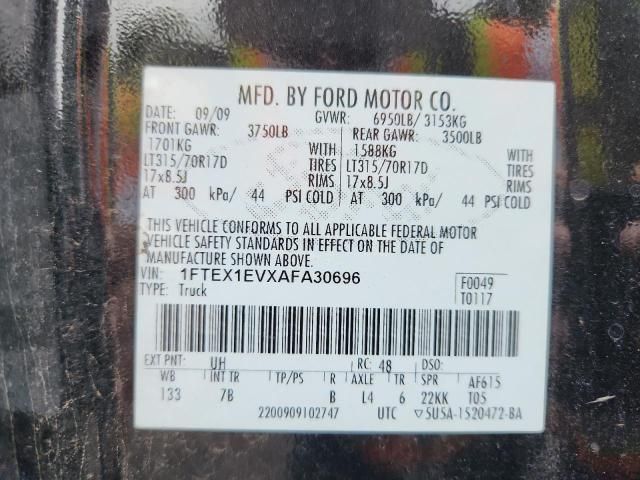 MFD. BY FORD MOTOR CO.
DATE: 09/09 GVWR: 6950LB/ 3153KG
FRONT GAWR: 3750LB REAR GAWR: 3500LB
1701KG WITH 1588KG WITH
LT315/70R17D TIRES LT315/70R17D TIRES
17x8.5J RIMS 17x8.5J RIMS
AT 300 kPa/ 44 PSI COLD AT 300 kPa/ 44 PSI COLD
THIS VEHICLE CONFORMS TO ALL APPLICABLE FEDERAL MOTOR
VEHICLE SAFETY STANDARDS IN EFFECT ON THE DATE OF
MANUFACTURE SHOWN ABOVE.
VIN: 1FTEX1EVXAFA30696 F0049
TYPE: Truck T0117
EXT PNT: UH RC: 48 DSO:
WB INT TR TP/PS R AXLE TR SPR AF615
133 7B B L4 6 22KK T05
2200909102747 UTC ▽5U5A-1520472-BA